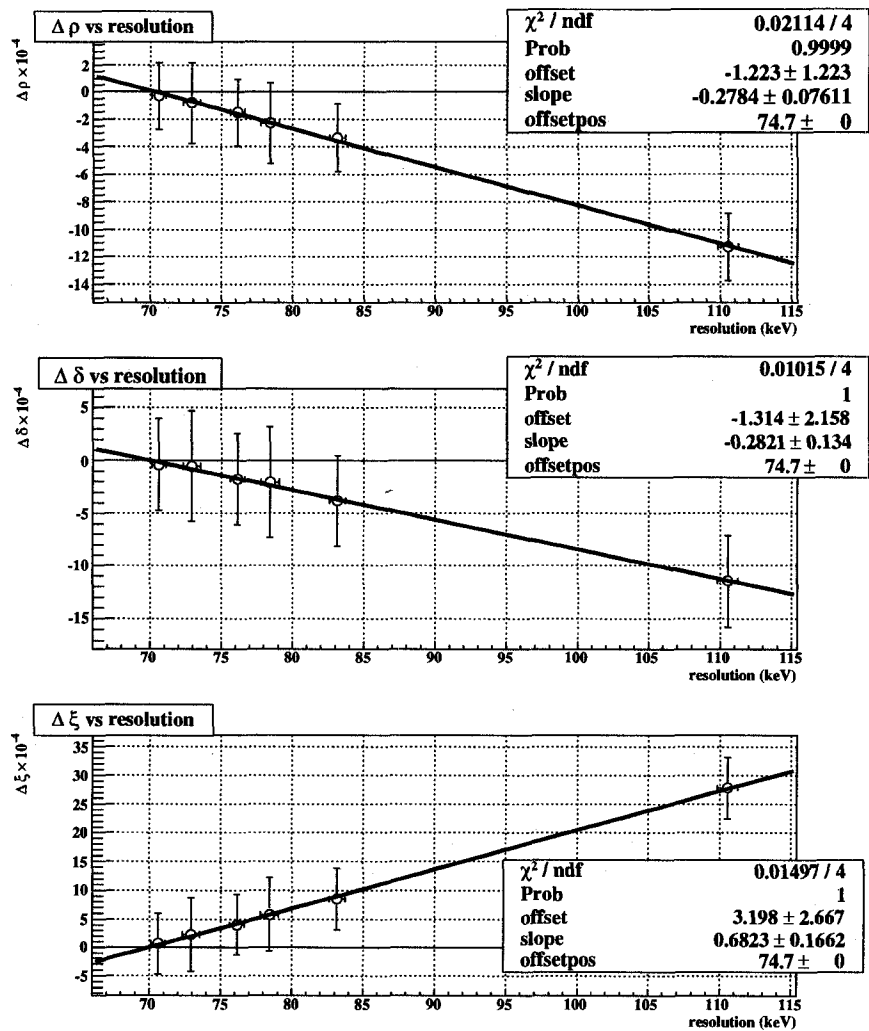 Δ ρ vs resolution
χ² / ndf 0.02114 / 4
Prob 0.9999
offset -1.223 ± 1.223
slope -0.2784 ± 0.07611
offsetpos 74.7 ± 0
Δ ρ × 10⁻⁴
2
0
-2
-4
-6
-8
-10
-12
-14
70 75 80 85 90 95 100 105 110 115
resolution (keV)
Δ δ vs resolution
χ² / ndf 0.01015 / 4
Prob 1
offset -1.314 ± 2.158
slope -0.2821 ± 0.134
offsetpos 74.7 ± 0
Δ δ × 10⁻⁴
5
0
-5
-10
-15
70 75 80 85 90 95 100 105 110 115
resolution (keV)
Δ ξ vs resolution
Δ ξ × 10⁻⁴
35
30
25
20
15
10
5
0
-5
χ² / ndf 0.01497 / 4
Prob 1
offset 3.198 ± 2.667
slope 0.6823 ± 0.1662
offsetpos 74.7 ± 0
70 75 80 85 90 95 100 105 110 115
resolution (keV)